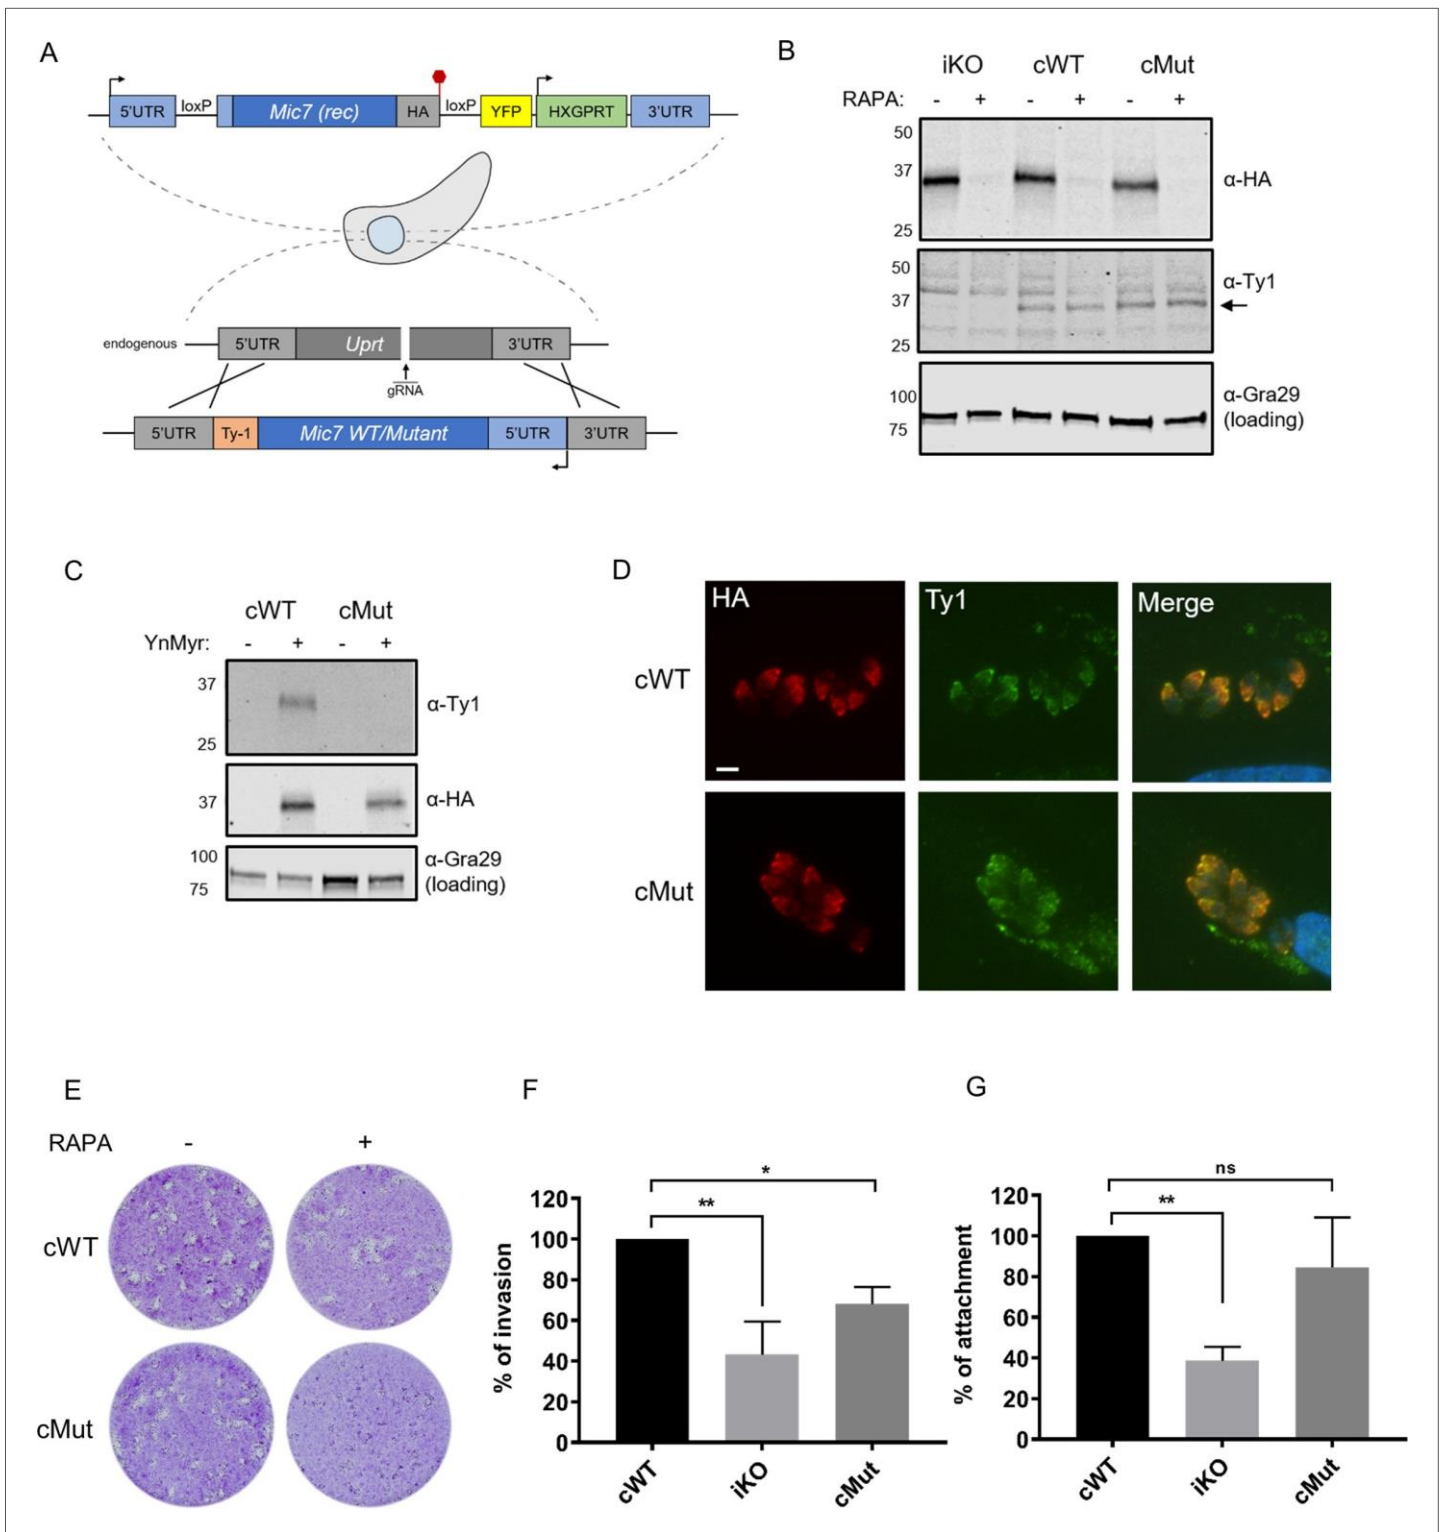 A
5'UTR loxP Mic7 (rec) HA loxP YFP HXGPRT 3'UTR
endogenous 5'UTR Uprt 3'UTR
gRNA
5'UTR Ty-1 Mic7 WT/Mutant 5'UTR 3'UTR
B
iKO cWT cMut
RAPA: - + - + - +
50
37
25
α-HA
50
37
25
α-Ty1
100
75
α-Gra29
(loading)
C
cWT cMut
YnMyr: - + - +
37
25
α-Ty1
37
α-HA
100
75
α-Gra29
(loading)
D
HA Ty1 Merge
cWT
cMut
E
RAPA - +
cWT
cMut
F
% of invasion
120
100
80
60
40
20
0
*
**
cWT iKO cMut
G
% of attachment
120
100
80
60
40
20
0
ns
**
cWT iKO cMut